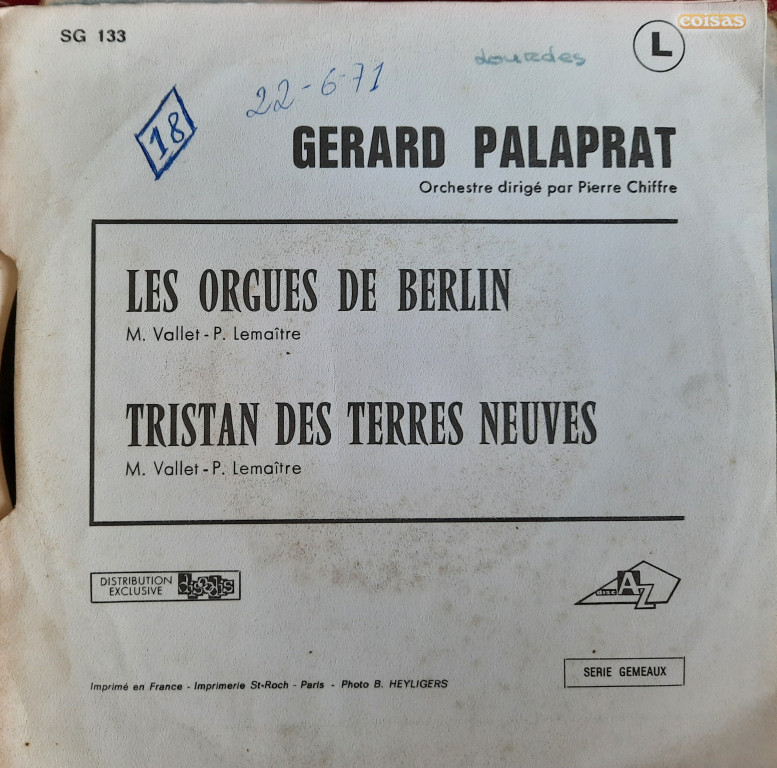 SG 133
coisas
L
Lourdes
22-6-71
18
GERARD PALAPRAT
Orchestre dirigé par Pierre Chiffre
LES ORGUES DE BERLIN
M. Vallet - P. Lemaître
TRISTAN DES TERRES NEUVES
M. Vallet - P. Lemaître
DISTRIBUTION
EXCLUSIVE discodis
disc AZ
SERIE GEMEAUX
Imprimé en France - Imprimerie St-Roch - Paris - Photo B. HEYLIGERS